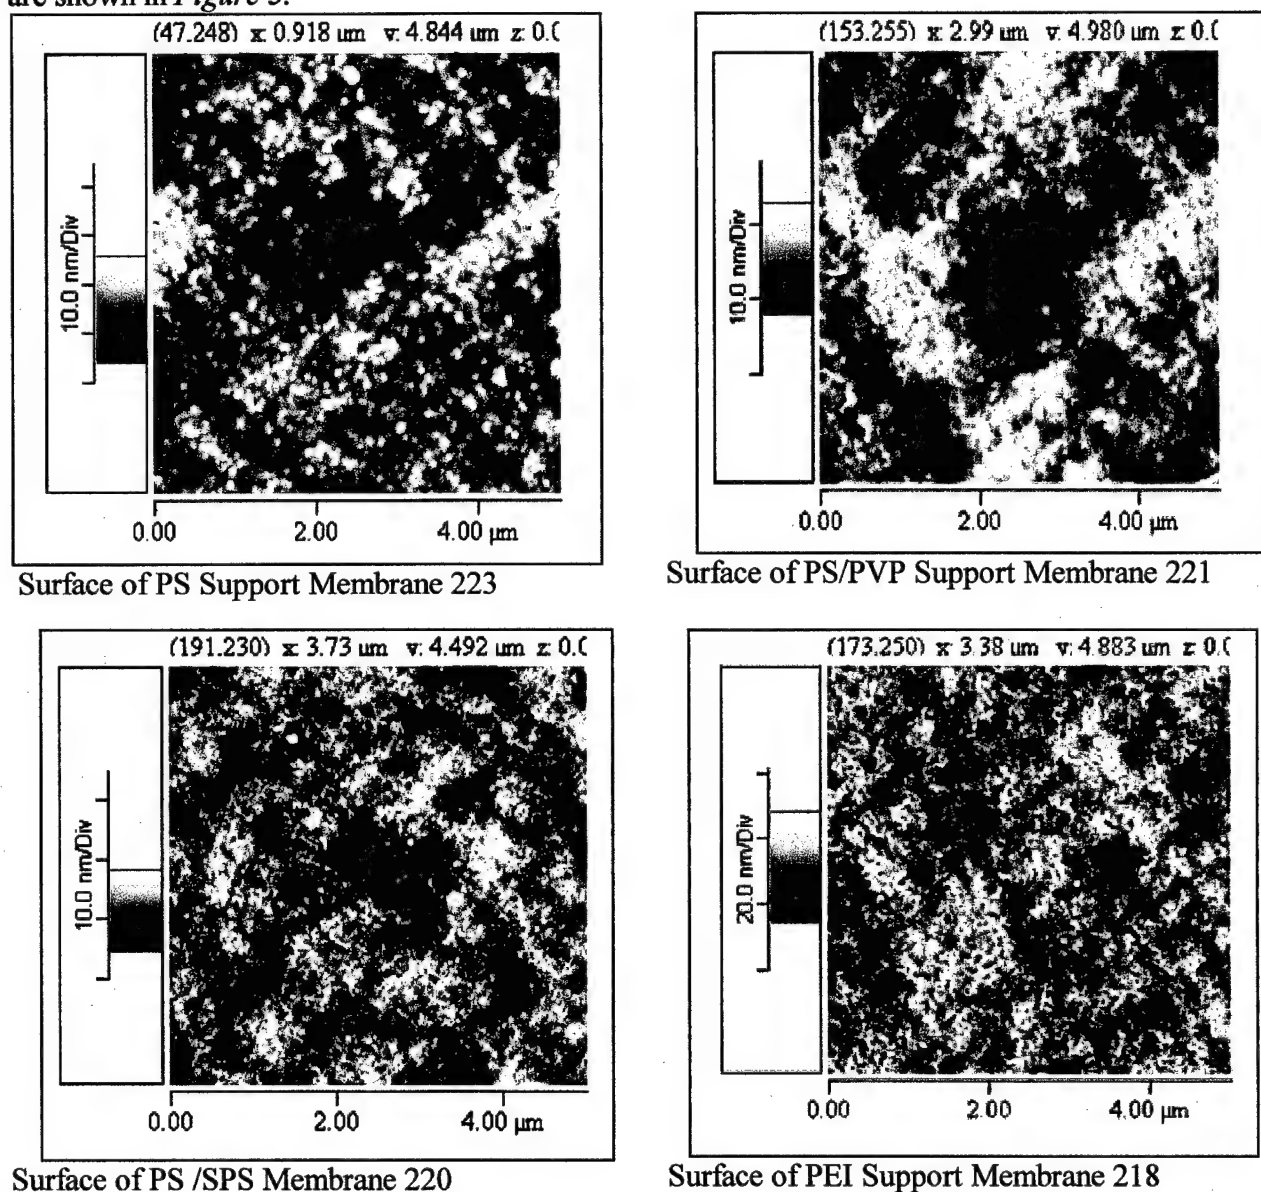 are shown in Figure 3.
(47.248) x: 0.918 um v: 4.844 um z: 0.0
10.0 nm/Div
0.00 2.00 4.00 µm
Surface of PS Support Membrane 223
(153.255) x: 2.99 um v: 4.980 um z: 0.0
10.0 nm/Div
0.00 2.00 4.00 µm
Surface of PS/PVP Support Membrane 221
(191.230) x: 3.73 um v: 4.492 um z: 0.0
10.0 nm/Div
0.00 2.00 4.00 µm
Surface of PS /SPS Membrane 220
(173.250) x: 3.38 um v: 4.883 um z: 0.0
20.0 nm/Div
0.00 2.00 4.00 µm
Surface of PEI Support Membrane 218